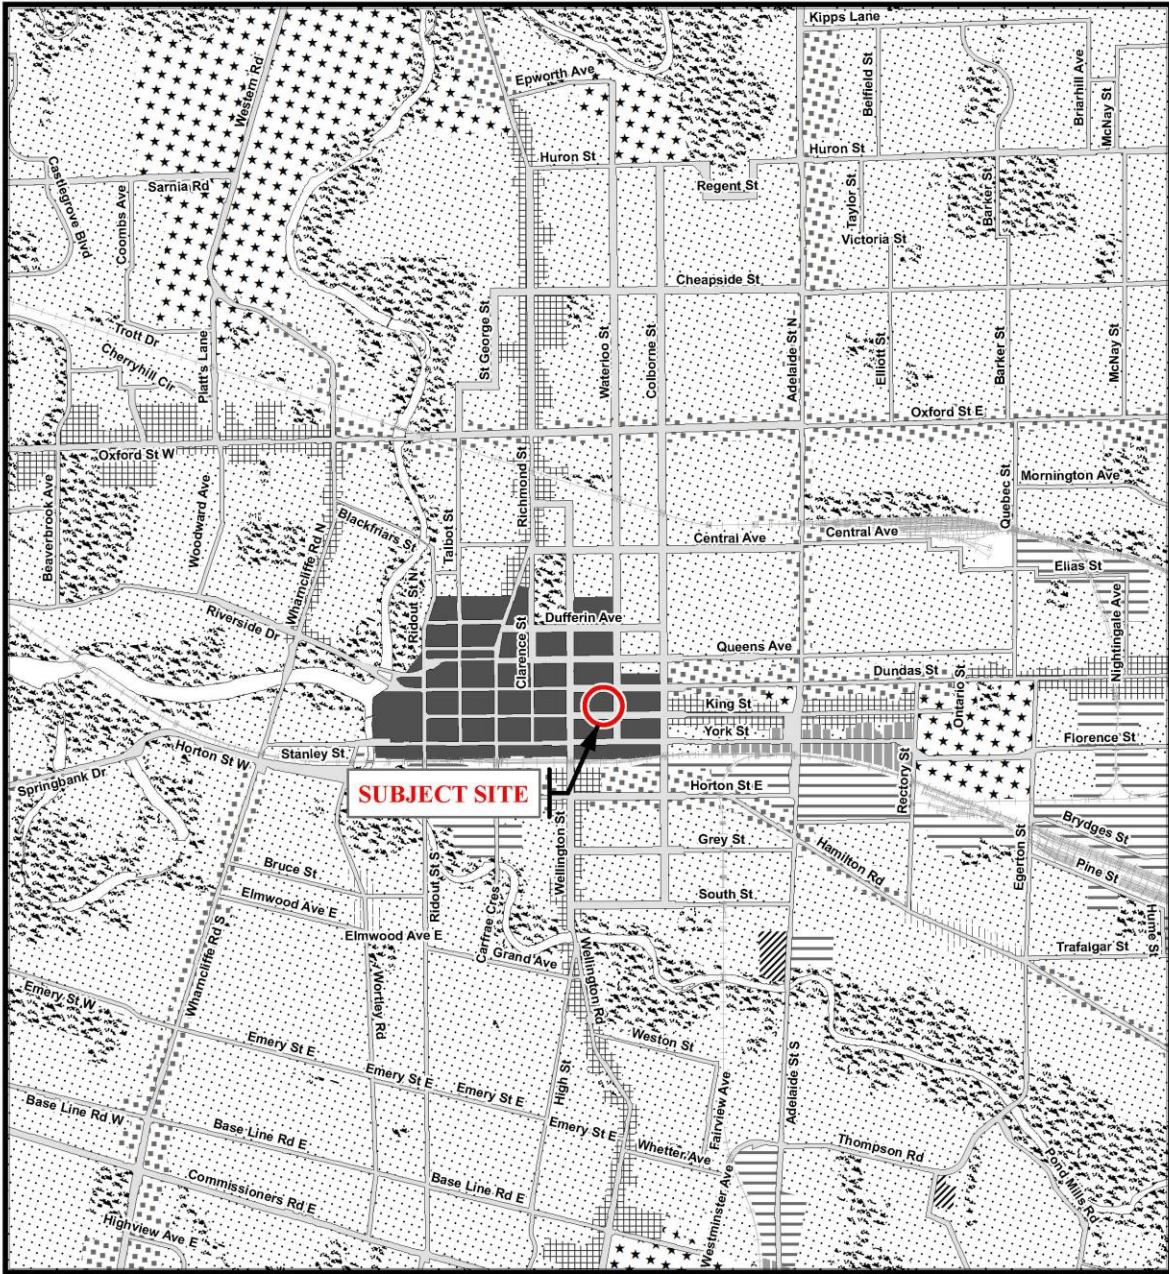 Kipps Lane
Western Rd
Epworth Ave
Belfield St
Briarhill Ave
McNay St
Huron St
Huron St
Castlegrove Blvd
Sarnia Rd
Coombs Ave
Regent St
Taylor St
Barker St
Victoria St
Cheapside St
St George St
Trott Dr
Cherryhill Cir
Platt's Lane
Waterloo St
Colborne St
Adelaide St N
Elliott St
Barker St
McNay St
Oxford St E
Oxford St W
Beaverbrook Ave
Woodward Ave
Richmond St
Quebec St
Mornington Ave
Blackfriars St
Talbot St
Central Ave
Central Ave
Wharncliffe Rd N
Elias St
Ridout St N
Riverside Dr
Dufferin Ave
Clarence St
Queens Ave
Nightingale Ave
Dundas St
Ontario St
King St
York St
Florence St
Horton St W
Stanley St
Springbank Dr
SUBJECT SITE
Horton St E
Rectory St
Grey St
Hamilton Rd
Egerton St
Brydges St
Pine St
Wellington St
Bruce St
Ridout St S
Carfrae Cres
South St
Elmwood Ave E
Elmwood Ave E
Hume St
Trafalgar St
Grand Ave
Wharncliffe Rd S
Wortley Rd
Wellington Rd
Emery St W
Emery St E
Weston St
Emery St E
Emery St E
High St
Fairview Ave
Adelaide St S
Base Line Rd W
Base Line Rd E
Emery St E
Whetter Ave
Thompson Rd
Pond Mills Rd
Commissioners Rd E
Base Line Rd E
Westminster Ave
Highview Ave E